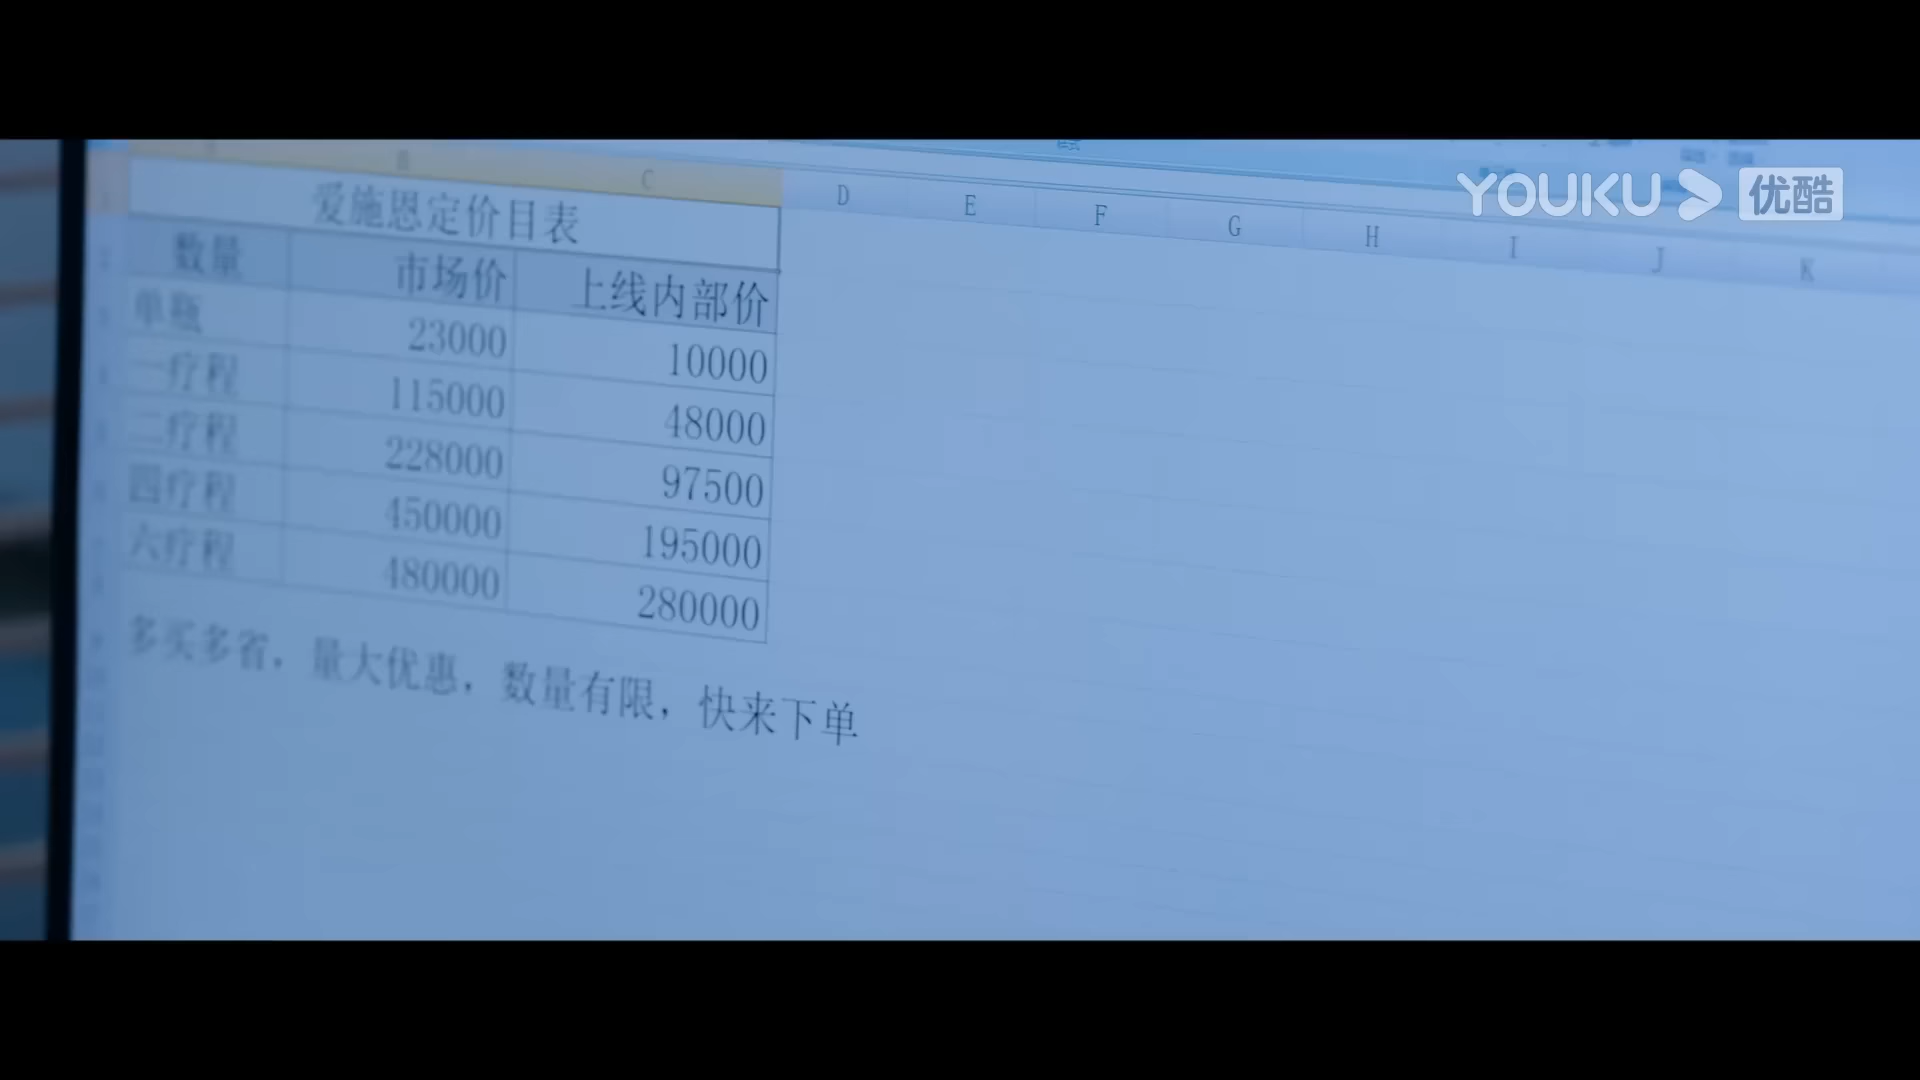 YOUKU 优酷
C D E F G H I J K
爱施恩定价目表
数量 市场价 上线内部价
单瓶 23000 10000
一疗程 115000 48000
二疗程 228000 97500
四疗程 450000 195000
六疗程 480000 280000
多买多省，量大优惠，数量有限，快来下单